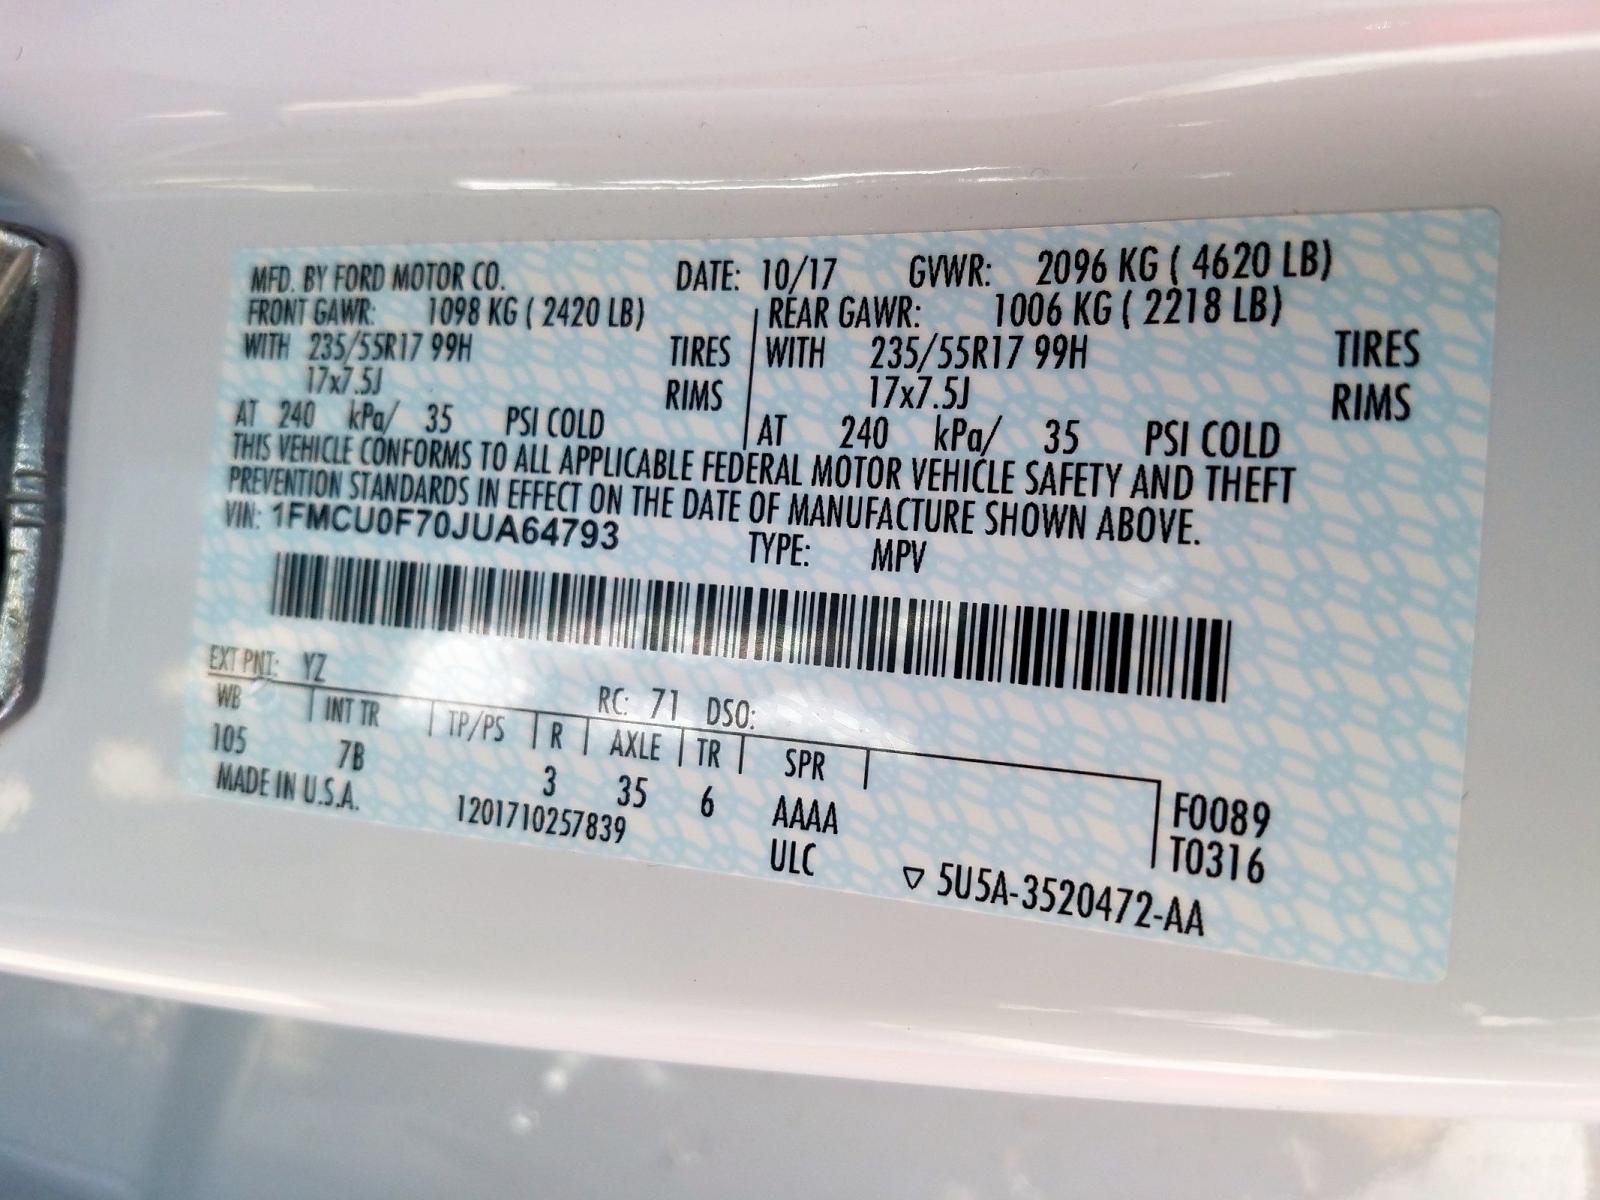 MFD. BY FORD MOTOR CO. DATE: 10/17 GVWR: 2096 KG ( 4620 LB)
FRONT GAWR: 1098 KG ( 2420 LB) REAR GAWR: 1006 KG ( 2218 LB)
WITH 235/55R17 99H TIRES WITH 235/55R17 99H TIRES
17x7.5J RIMS 17x7.5J RIMS
AT 240 kPa/ 35 PSI COLD AT 240 kPa/ 35 PSI COLD
THIS VEHICLE CONFORMS TO ALL APPLICABLE FEDERAL MOTOR VEHICLE SAFETY AND THEFT
PREVENTION STANDARDS IN EFFECT ON THE DATE OF MANUFACTURE SHOWN ABOVE.
VIN: 1FMCU0F70JUA64793 TYPE: MPV
EXT PNT: YZ RC: 71 DSO:
WB INT TR TP/PS R AXLE TR SPR
105 7B 3 35 6 AAAA F0089
MADE IN U.S.A. 1201710257839 ULC T0316
▽ 5U5A-3520472-AA